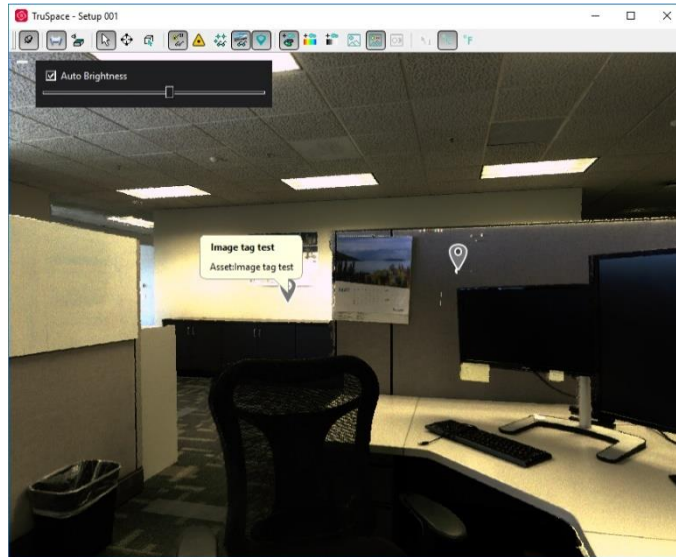 TruSpace - Setup 001
°F
Auto Brightness
Image tag test
Asset:Image tag test